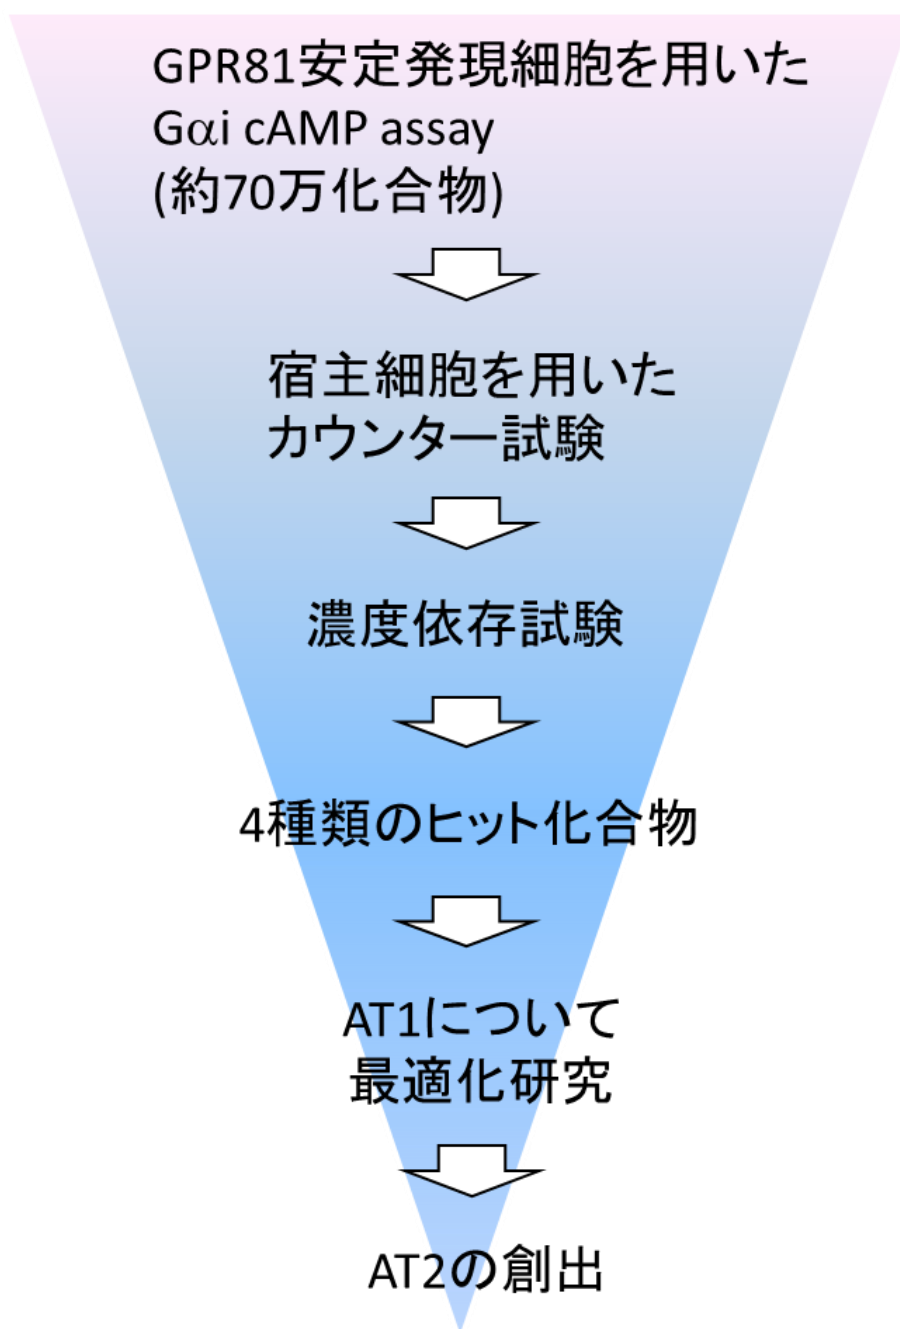 GPR81安定発現細胞を用いた
Gαi cAMP assay
(約70万化合物)
宿主細胞を用いた
カウンター試験
濃度依存試験
4種類のヒット化合物
AT1について
最適化研究
AT2の創出